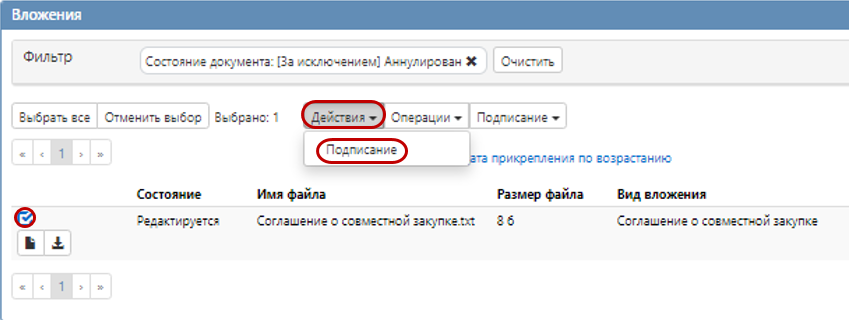 Вложения
Фильтр
Состояние документа: [За исключением] Аннулирован ✖ Очистить
Выбрать все Отменить выбор Выбрано: 1 Действия Операции Подписание
Подписание
« ‹ 1 › » ата прикрепления по возрастанию
Состояние Имя файла Размер файла Вид вложения
Редактируется Соглашение о совместной закупке.txt 8 б Соглашение о совместной закупке
« ‹ 1 › »